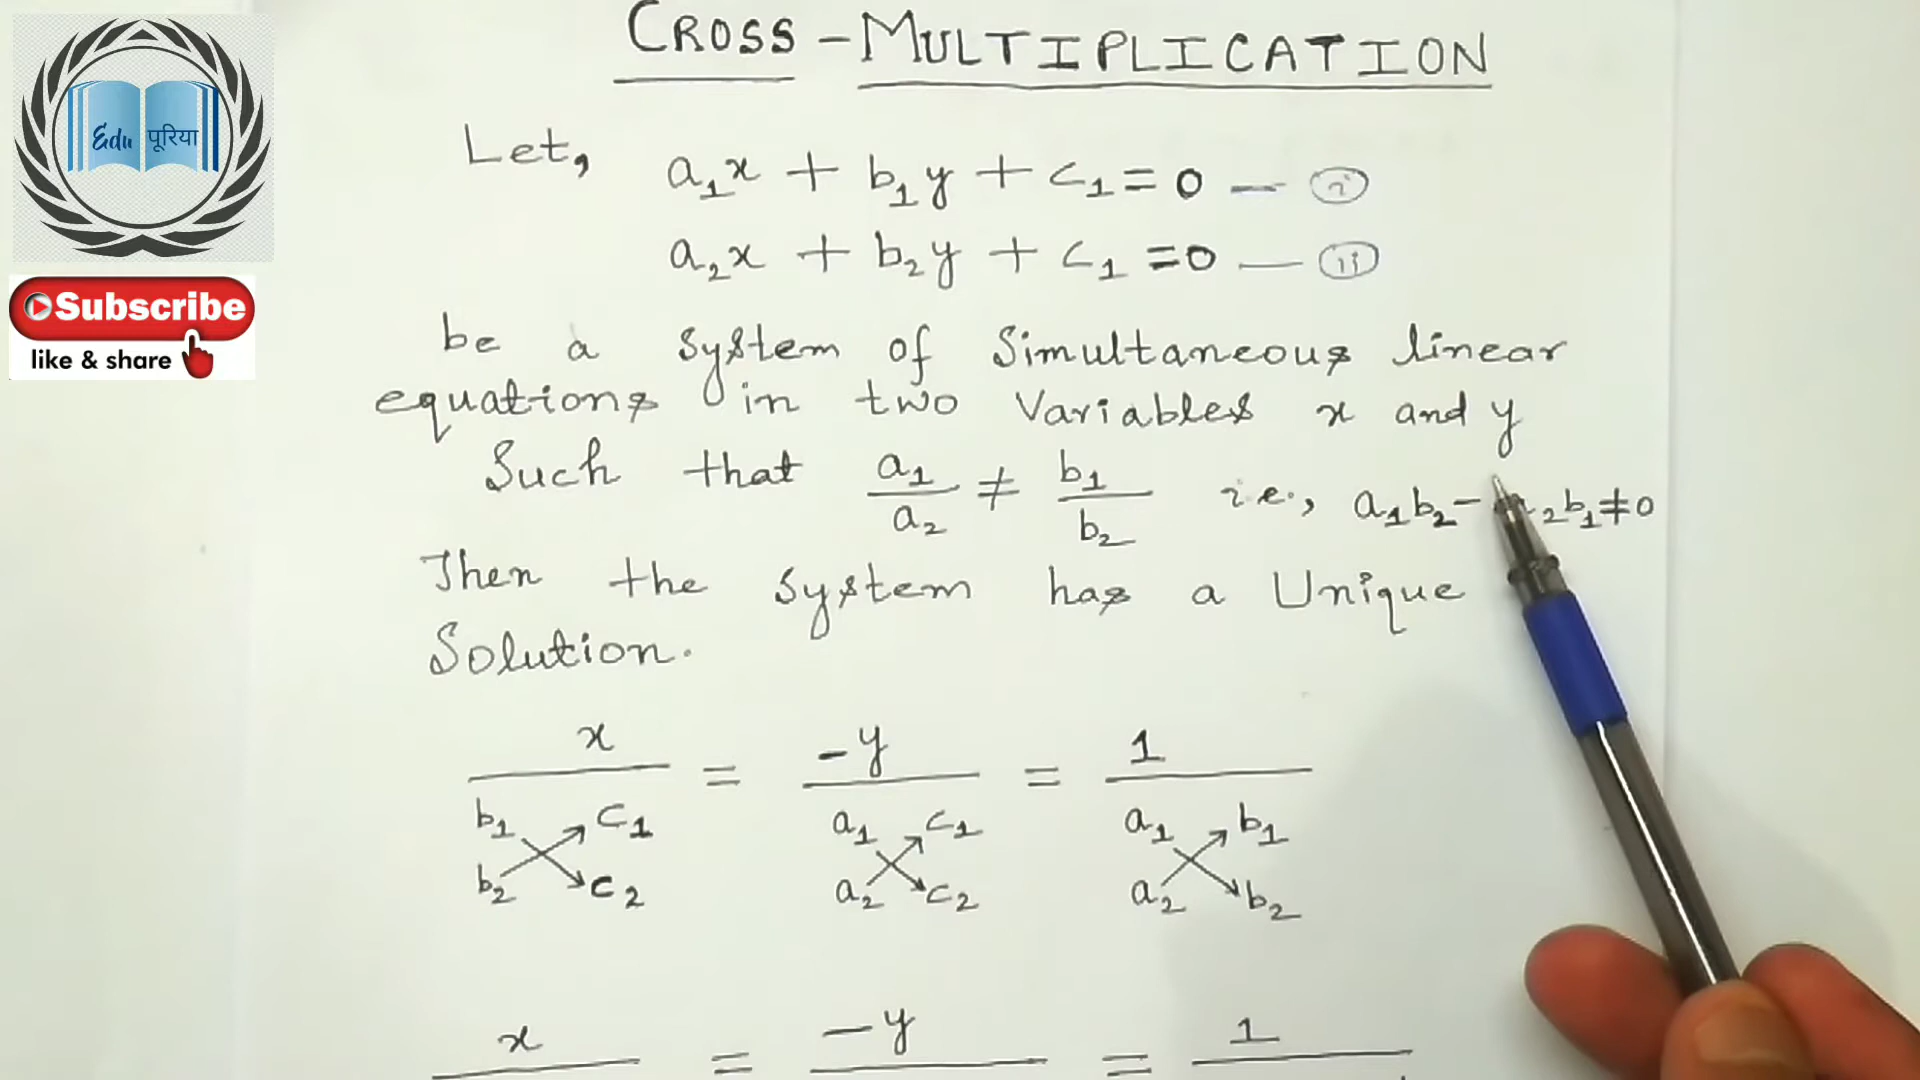 CROSS - MULTIPLICATION
Edu पूरिया
Subscribe
like & share
Let, a₁x + b₁y + c₁ = 0 — (i)
a₂x + b₂y + c₁ = 0 — (ii)
be a system of Simultaneous linear
equations in two Variables x and y
Such that a₁/a₂ ≠ b₁/b₂ i.e., a₁b₂ - a₂b₁ ≠ 0
Then the system has a Unique
Solution.
x = -y = 1
b₁ c₁ a₁ c₁ a₁ b₁
b₂ c₂ a₂ c₂ a₂ b₂
x = -y = 1